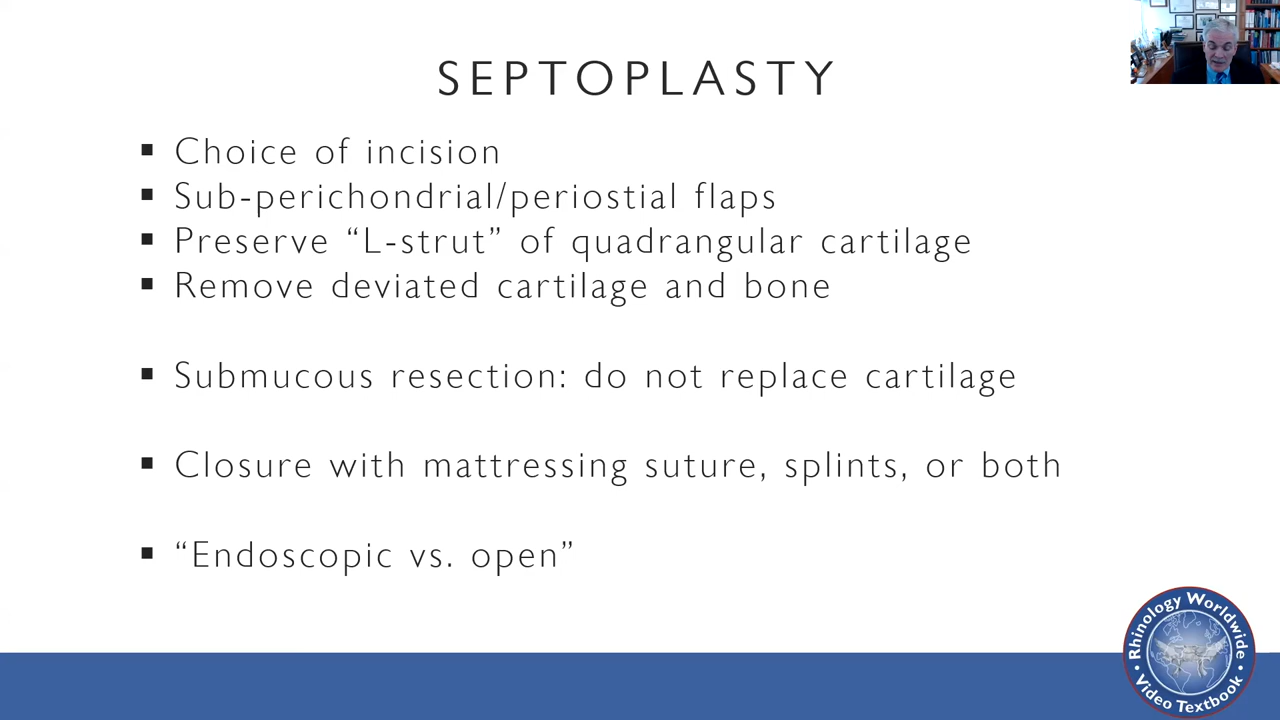 SEPTOPLASTY
▪ Choice of incision
▪ Sub-perichondrial/periostial flaps
▪ Preserve “L-strut” of quadrangular cartilage
▪ Remove deviated cartilage and bone
▪ Submucous resection: do not replace cartilage
▪ Closure with mattressing suture, splints, or both
▪ “Endoscopic vs. open”
Rhinology Worldwide
• Video Textbook •